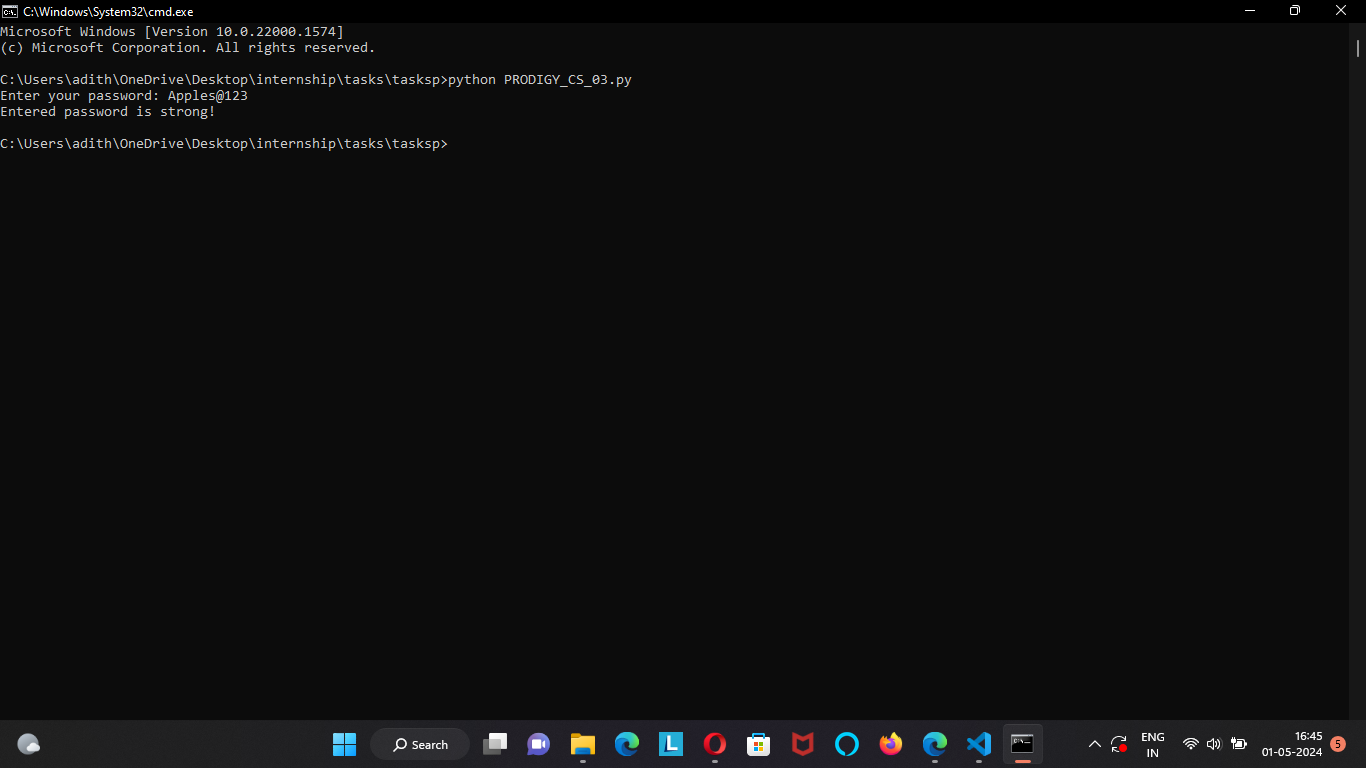 C:\Windows\System32\cmd.exe
Microsoft Windows [Version 10.0.22000.1574]
(c) Microsoft Corporation. All rights reserved.
C:\Users\adith\OneDrive\Desktop\internship\tasks\tasksp>python PRODIGY_CS_03.py
Enter your password: Apples@123
Entered password is strong!
C:\Users\adith\OneDrive\Desktop\internship\tasks\tasksp>
Search
L
ENG
IN
16:45
01-05-2024
5